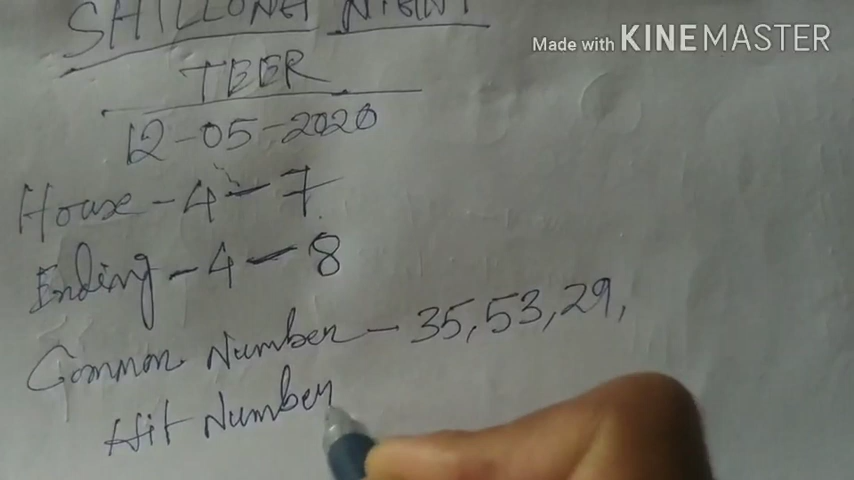 Made with KINEMASTER
SHILLONG NIGHT
TEER
12-05-2020
House - 4 - 7
Ending - 4 - 8
Common Number - 35, 53, 29,
Hit Number